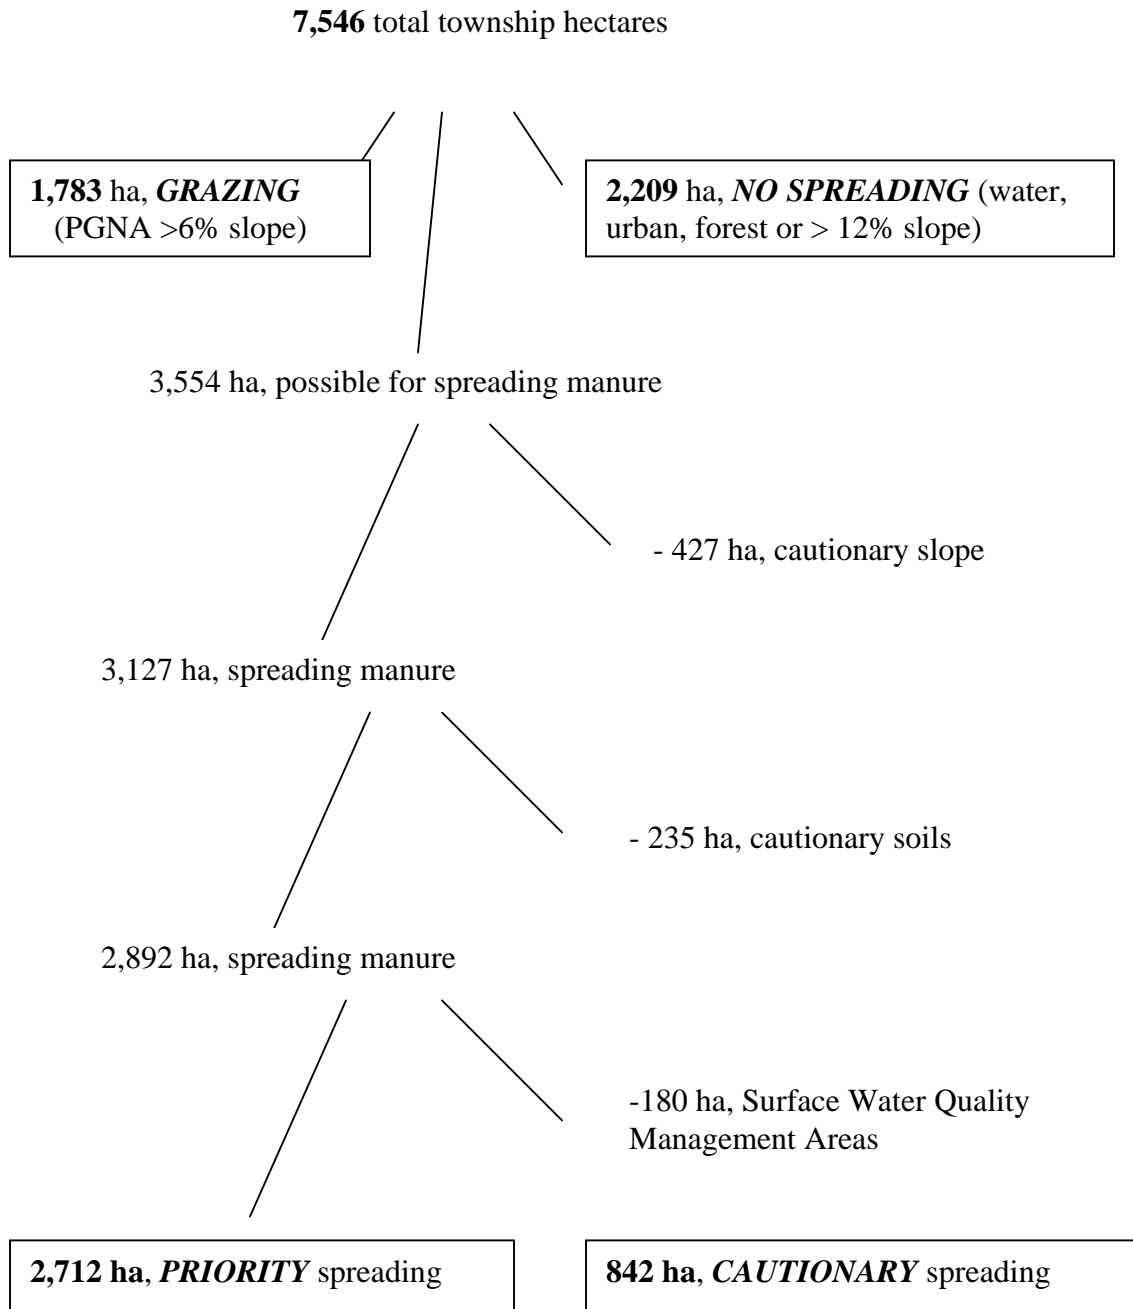 7,546 total township hectares
1,783 ha, GRAZING
(PGNA >6% slope)
2,209 ha, NO SPREADING (water,
urban, forest or > 12% slope)
3,554 ha, possible for spreading manure
- 427 ha, cautionary slope
3,127 ha, spreading manure
- 235 ha, cautionary soils
2,892 ha, spreading manure
-180 ha, Surface Water Quality
Management Areas
2,712 ha, PRIORITY spreading
842 ha, CAUTIONARY spreading